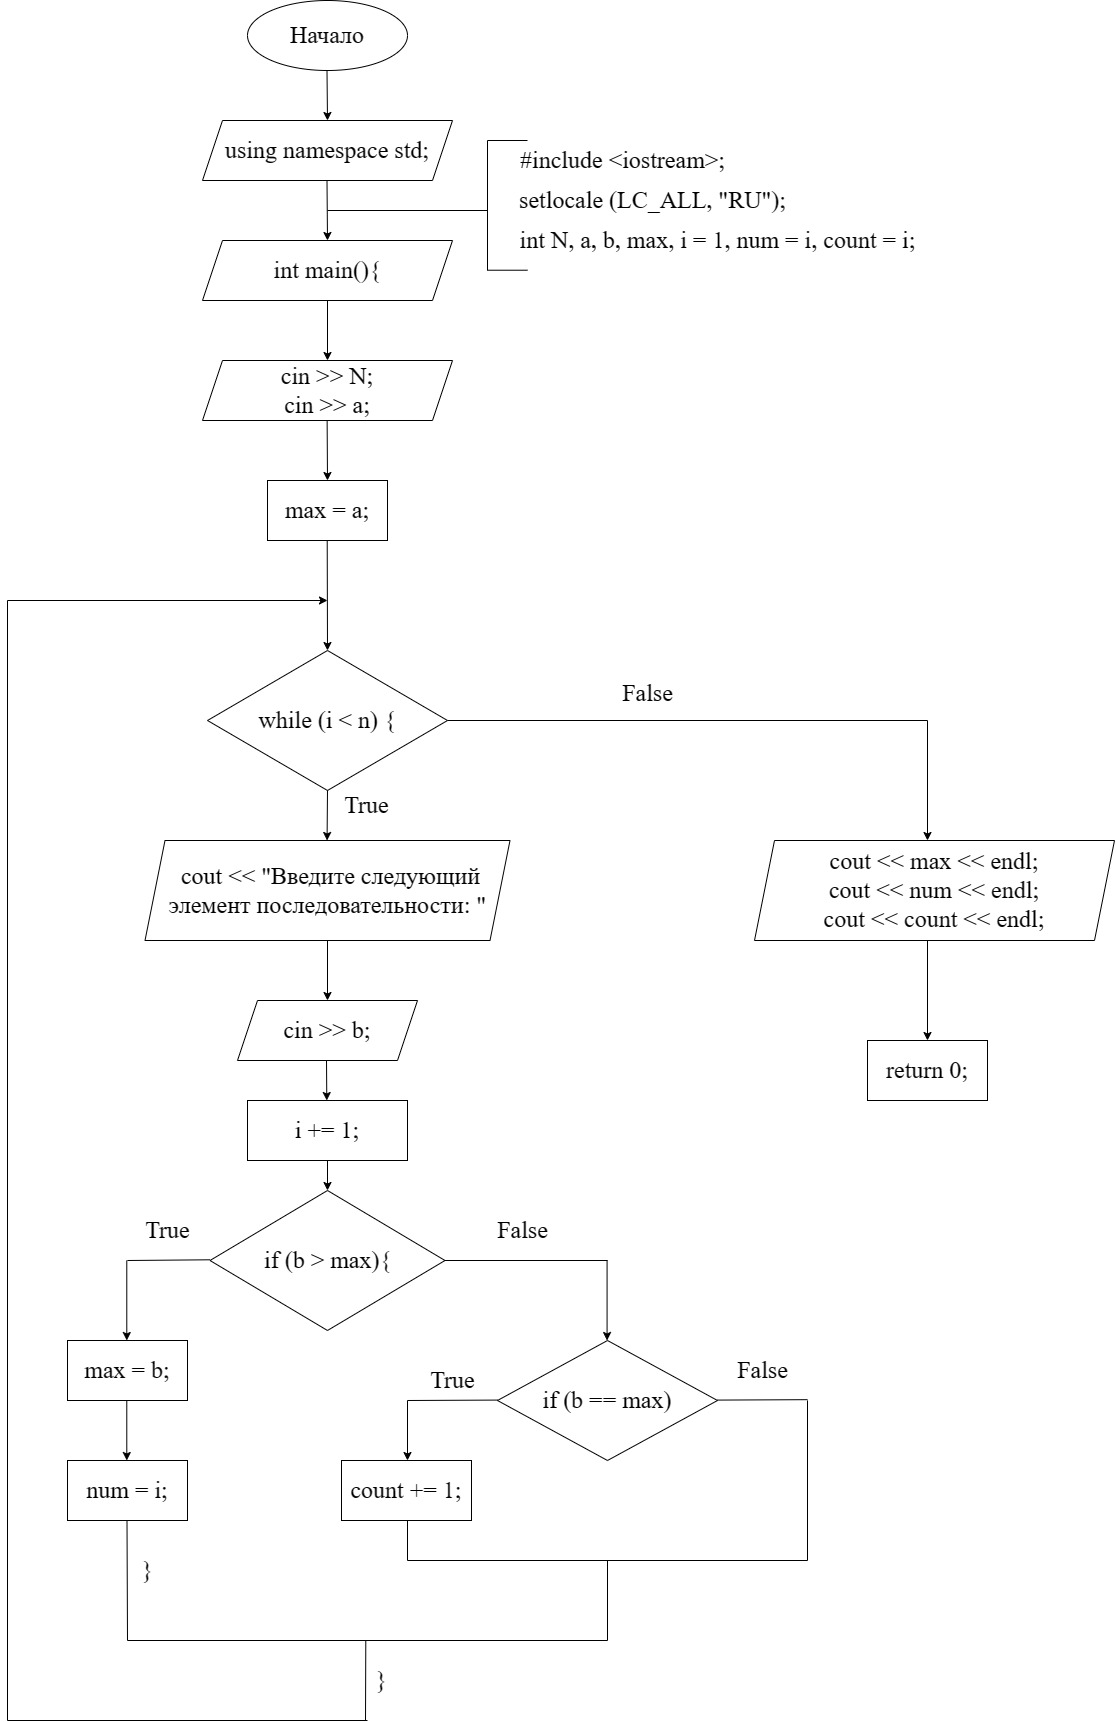 Начало
using namespace std;
#include <iostream>;
setlocale (LC_ALL, "RU");
int N, a, b, max, i = 1, num = i, count = i;
int main(){
cin >> N;
cin >> a;
max = a;
while (i < n) {
False
True
cout << "Введите следующий
элемент последовательности: "
cout << max << endl;
cout << num << endl;
cout << count << endl;
cin >> b;
return 0;
i += 1;
True
False
if (b > max){
max = b;
True
False
if (b == max)
num = i;
count += 1;
}
}